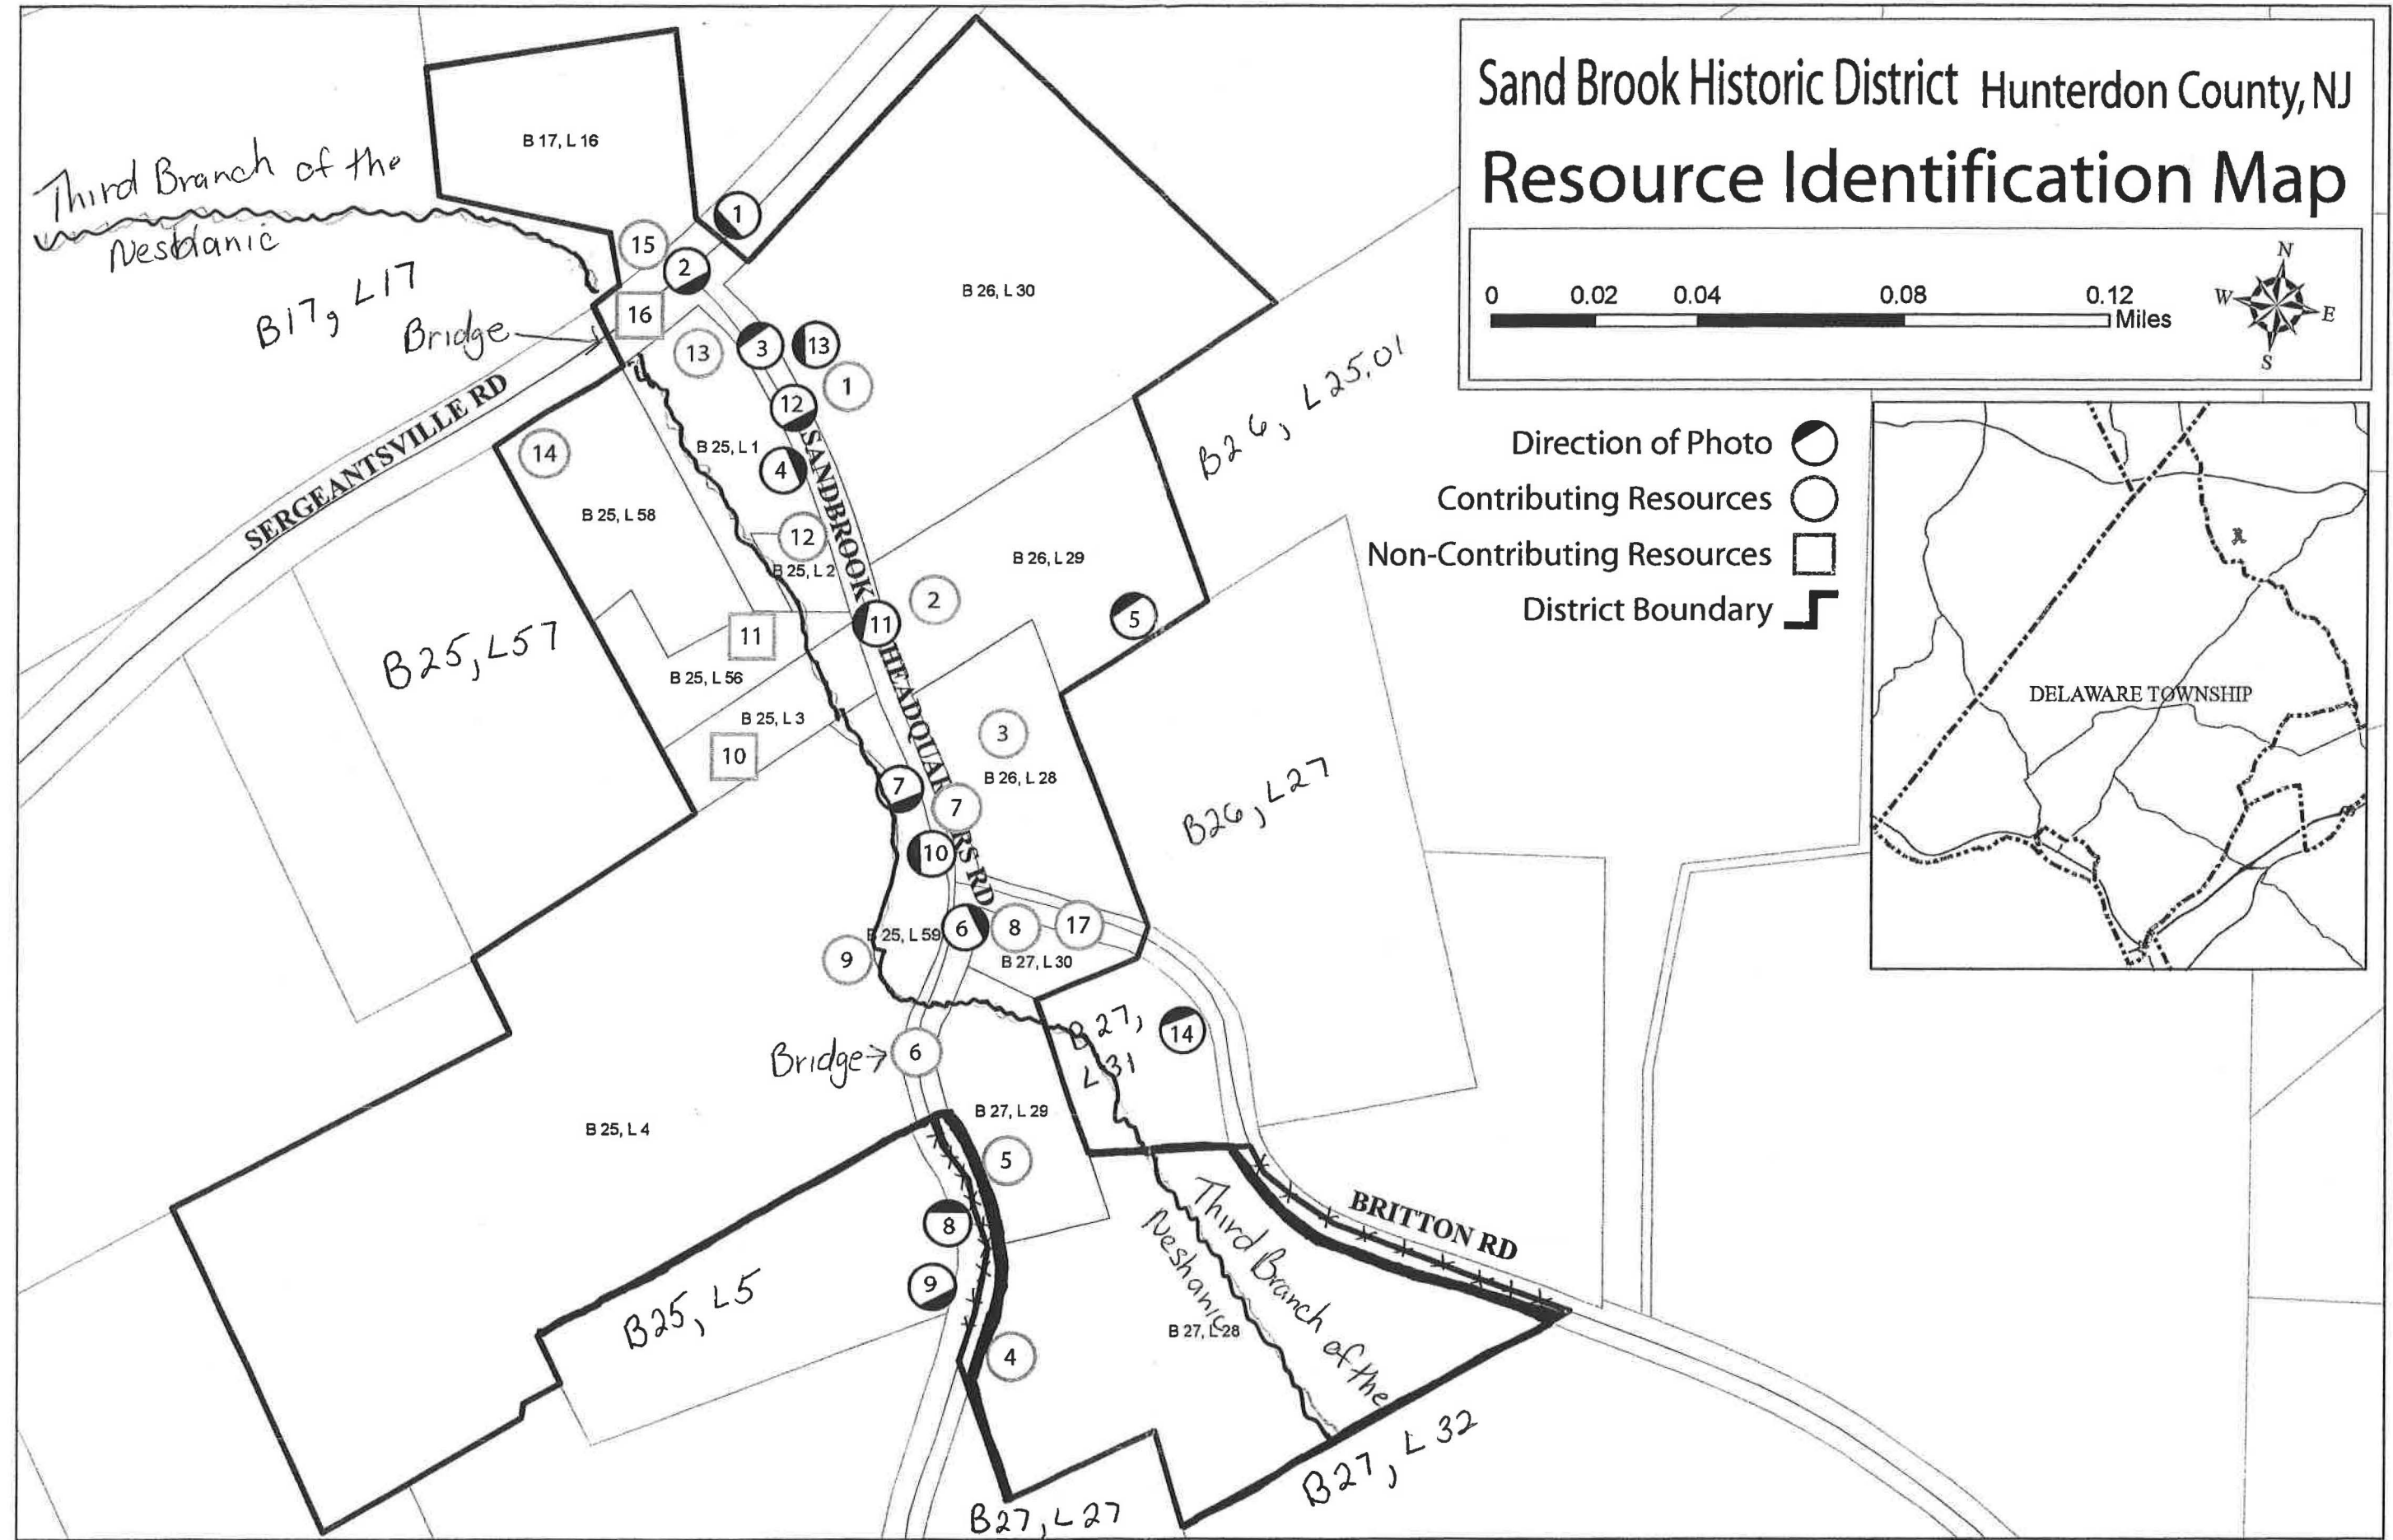 Sand Brook Historic District Hunterdon County, NJ
Resource Identification Map
0 0.02 0.04 0.08 0.12
Miles
N
W
E
S
Direction of Photo
Contributing Resources
Non-Contributing Resources
District Boundary
DELAWARE TOWNSHIP
B 17, L 16
Third Branch of the
Neshanic
B17, L17
Bridge
1
15
2
16
13
3
13
1
12
B 26, L 30
B26, L25.01
SERGEANTSVILLE RD
14
B 25, L 1
4
SANDBROOK HEADQUARTERS RD
B 25, L 58
12
B 25, L 2
B 26, L 29
2
5
11
11
B25, L57
B 25, L 56
B 25, L 3
10
3
B 26, L 28
7
7
B26, L27
10
B 25, L 59
6
8
17
9
B 27, L 30
B27,
L31
14
Bridge
6
B 25, L 4
B 27, L 29
5
8
BRITTON RD
Third Branch of the
Neshanic
B25, L5
9
B 27, L 28
4
B27, L32
B27, L27